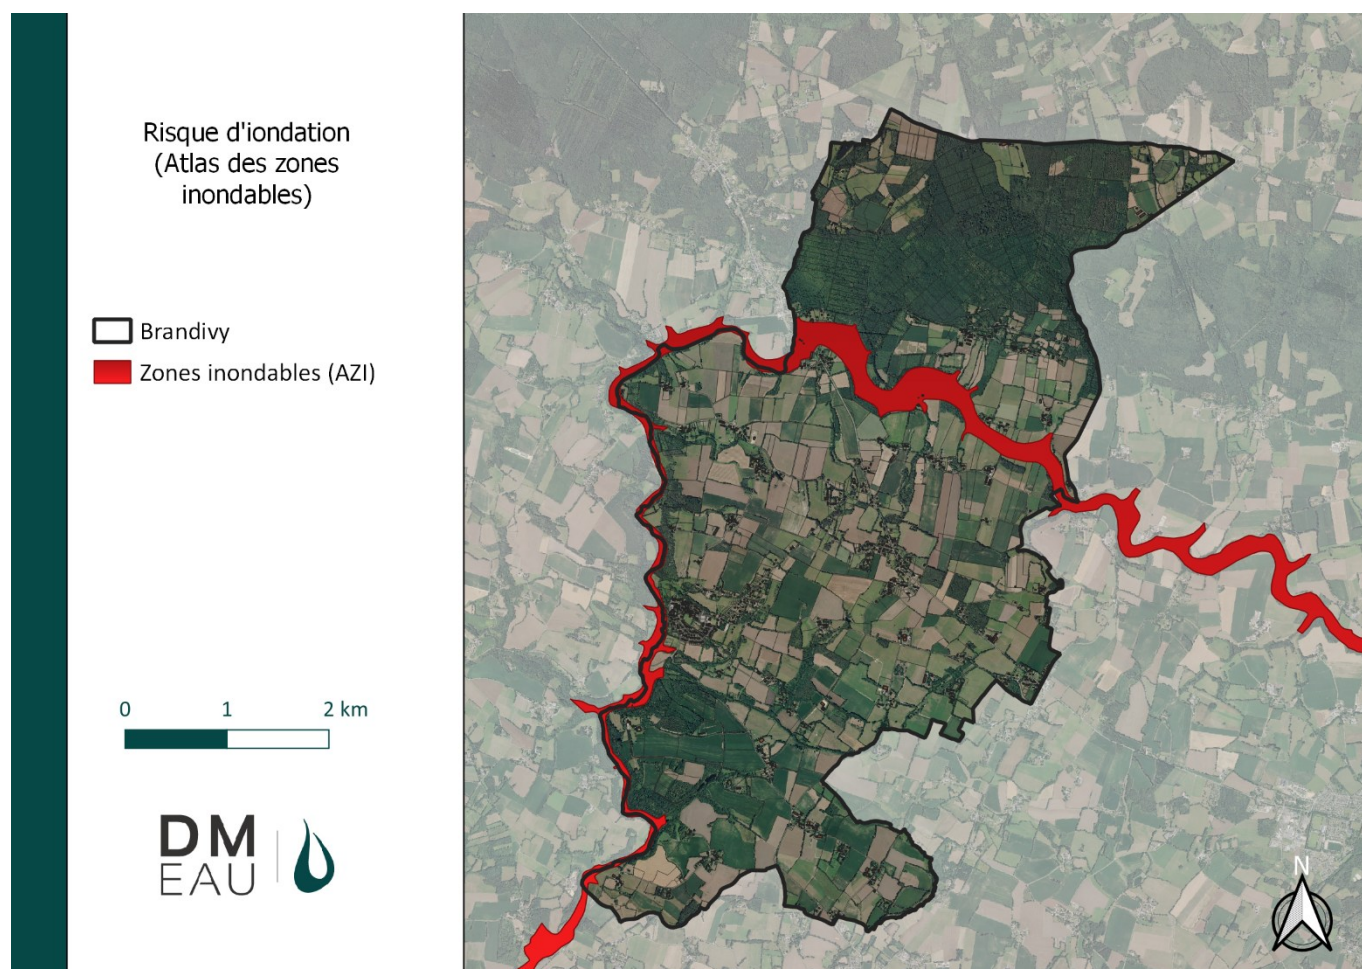 Risque d'iondation
(Atlas des zones
inondables)
Brandivy
Zones inondables (AZI)
0 1 2 km
DM
EAU
N